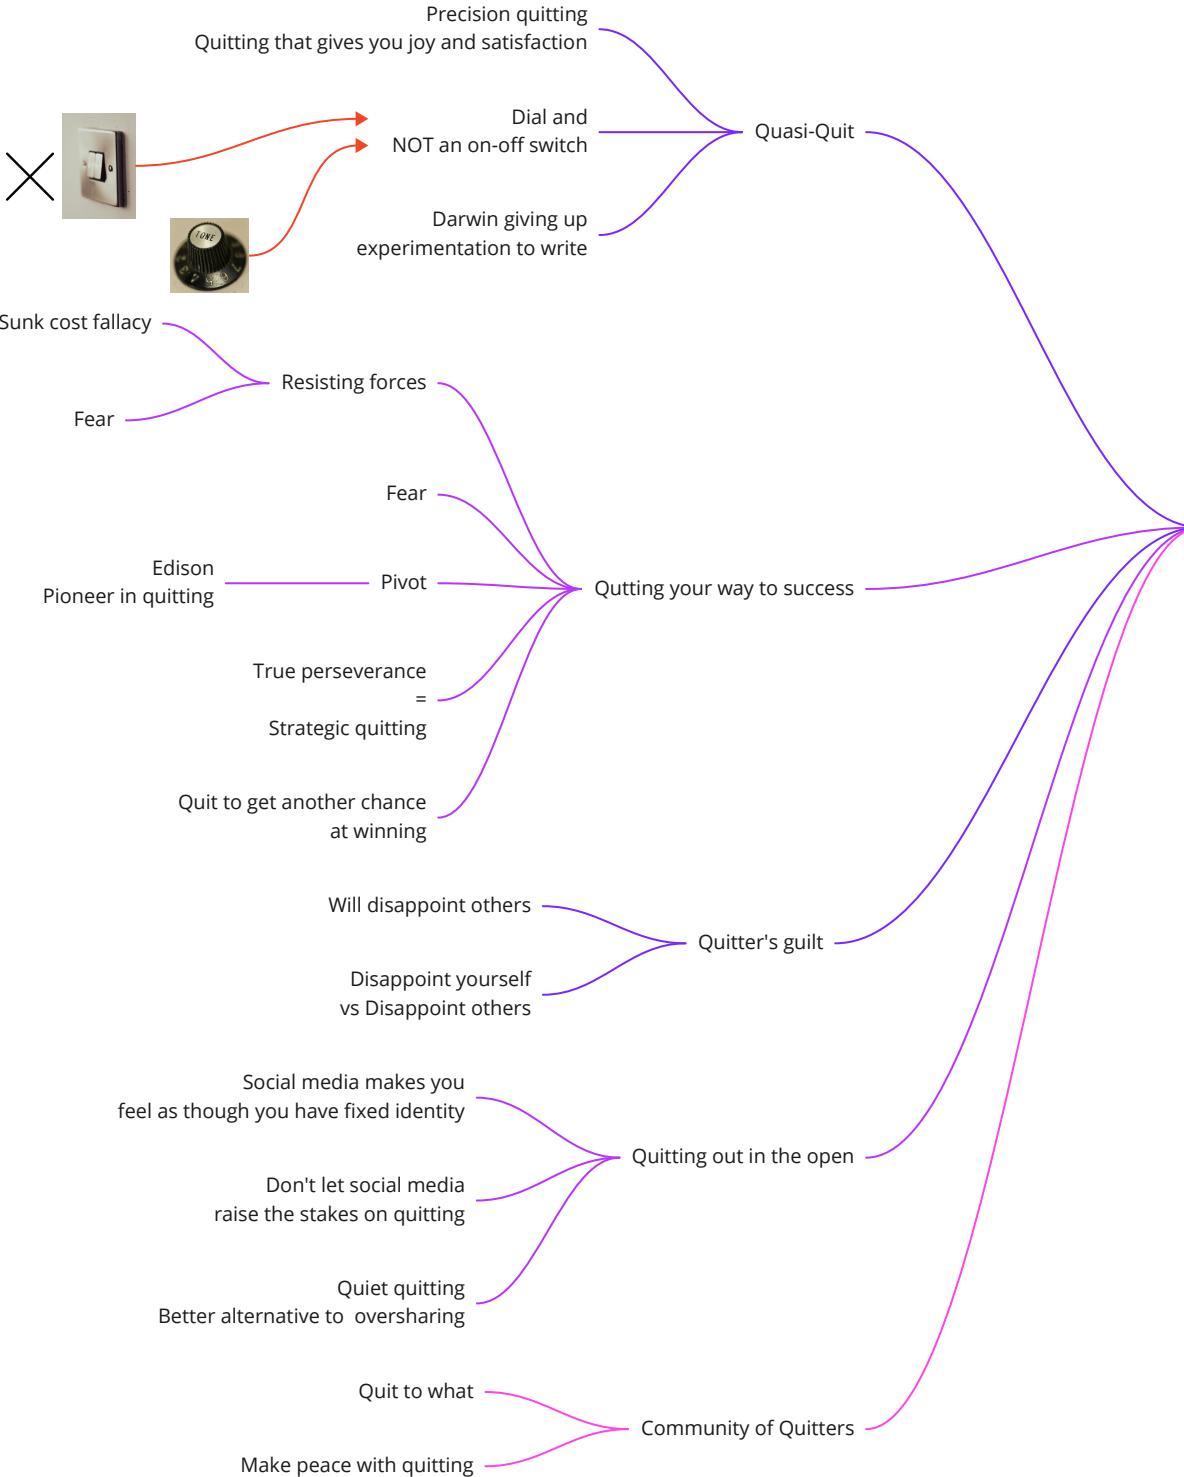 Precision quitting
Quitting that gives you joy and satisfaction
Dial and
NOT an on-off switch
Quasi-Quit
TONE
Darwin giving up
experimentation to write
Sunk cost fallacy
Resisting forces
Fear
Fear
Edison
Pioneer in quitting
Pivot
Qutting your way to success
True perseverance
=
Strategic quitting
Quit to get another chance
at winning
Will disappoint others
Quitter's guilt
Disappoint yourself
vs Disappoint others
Social media makes you
feel as though you have fixed identity
Quitting out in the open
Don't let social media
raise the stakes on quitting
Quiet quitting
Better alternative to  oversharing
Quit to what
Community of Quitters
Make peace with quitting